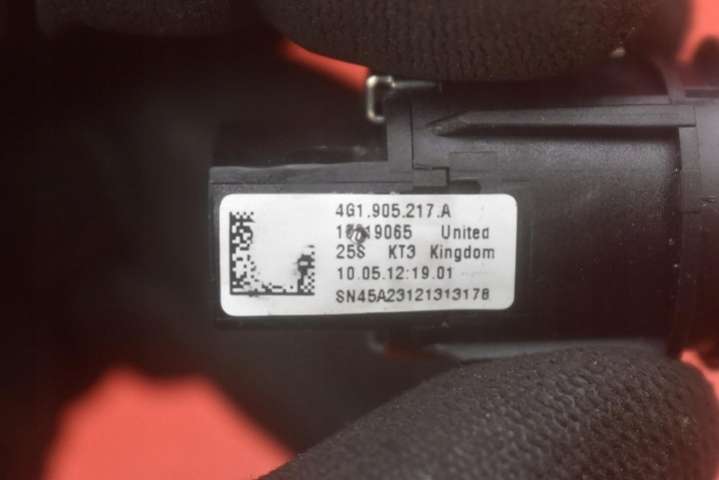 4G1.905.217.A
United
25S KT3 Kingdom
10.05.12:19.01
SN45A23121313178